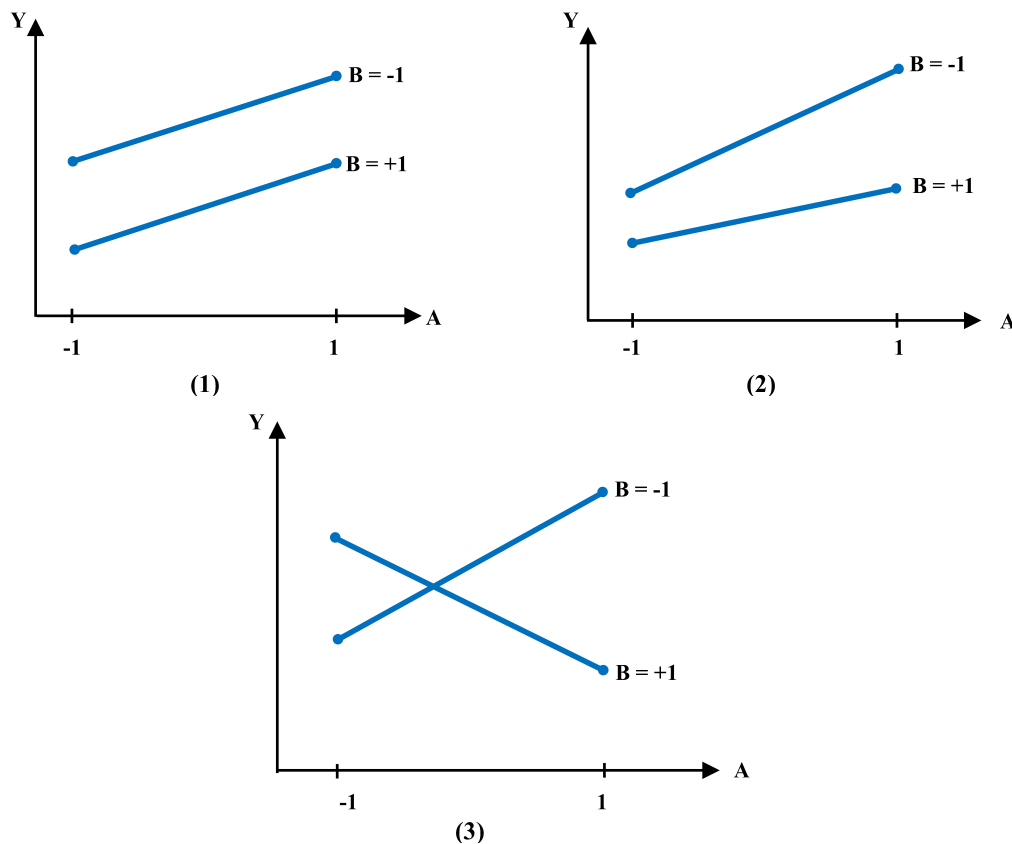 Y
B = -1
B = +1
A
-1
1
(1)
Y
B = -1
B = +1
A
-1
1
(2)
Y
B = -1
B = +1
A
-1
1
(3)